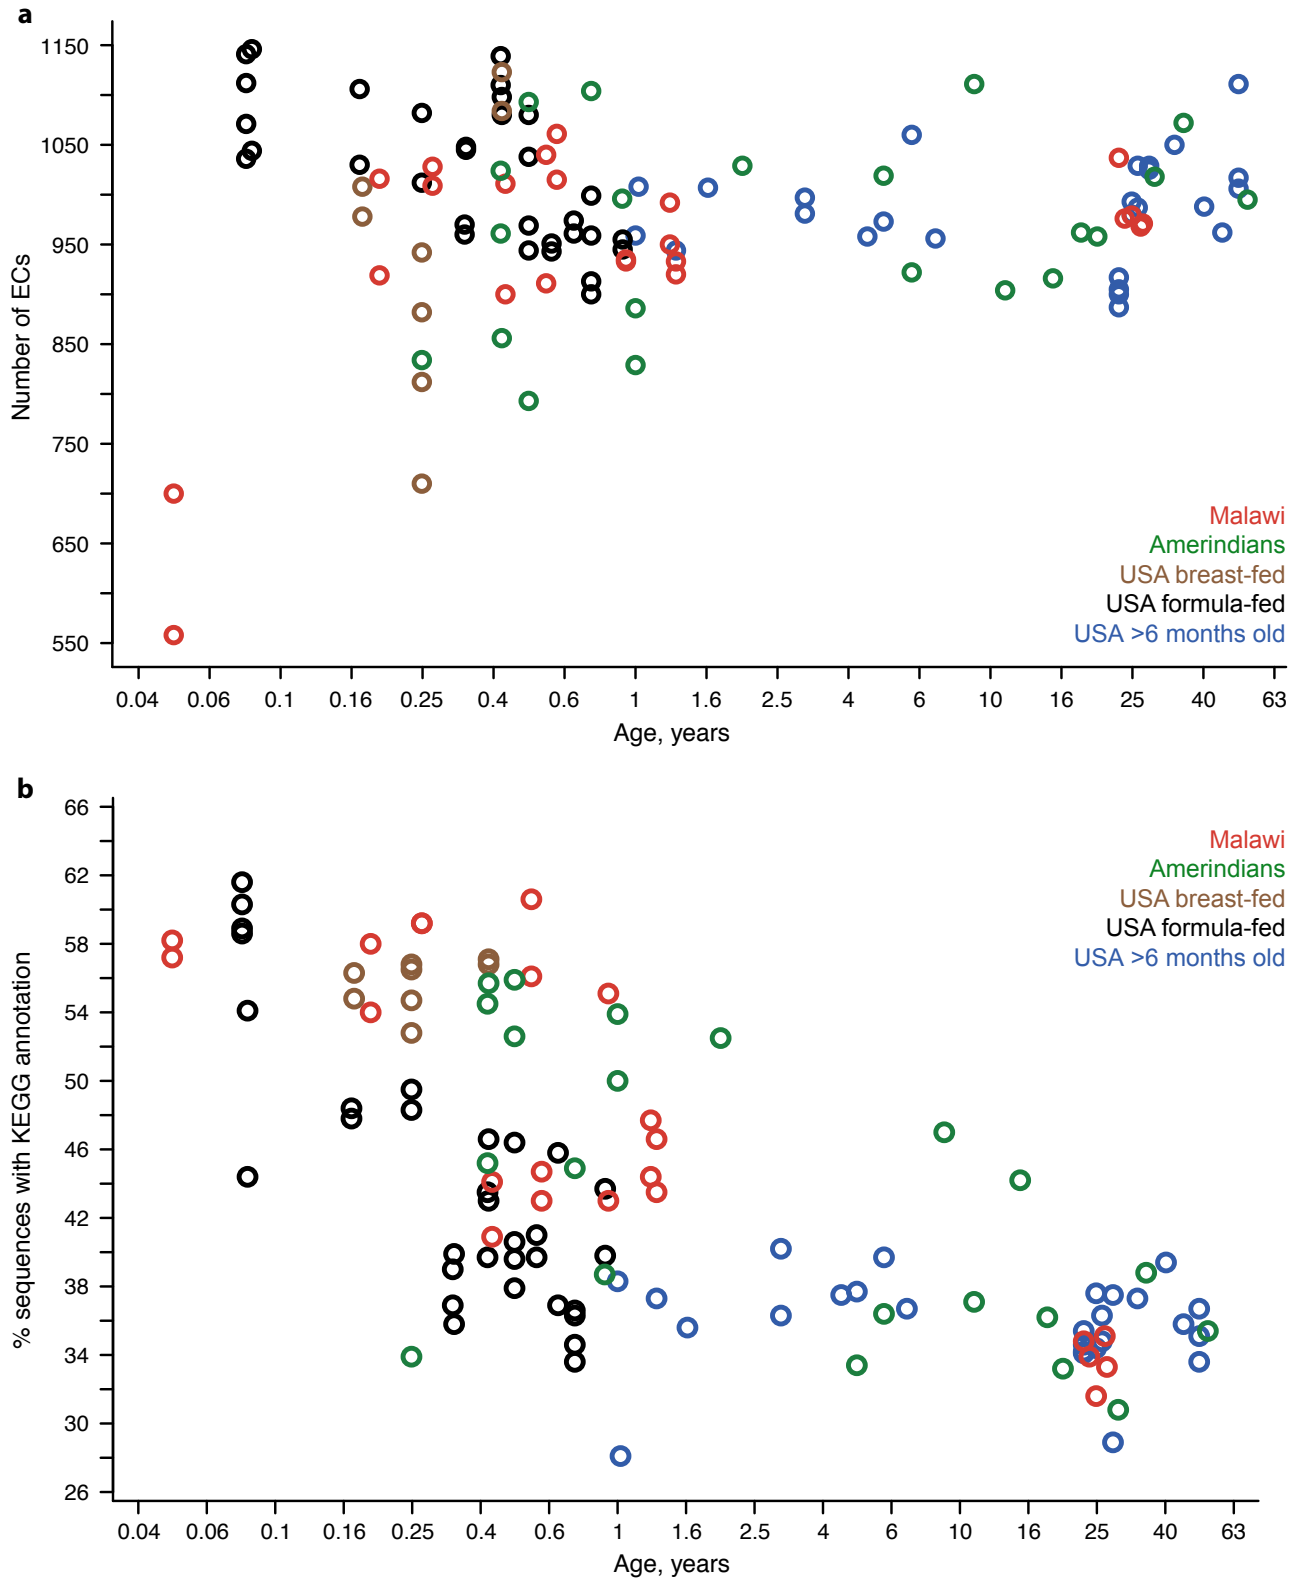 a
1150
1050
950
850
750
650
550
Number of ECs
Malawi
Amerindians
USA breast-fed
USA formula-fed
USA >6 months old
0.04 0.06 0.1 0.16 0.25 0.4 0.6 1 1.6 2.5 4 6 10 16 25 40 63
Age, years
b
66
62
58
54
50
46
42
38
34
30
26
% sequences with KEGG annotation
Malawi
Amerindians
USA breast-fed
USA formula-fed
USA >6 months old
0.04 0.06 0.1 0.16 0.25 0.4 0.6 1 1.6 2.5 4 6 10 16 25 40 63
Age, years